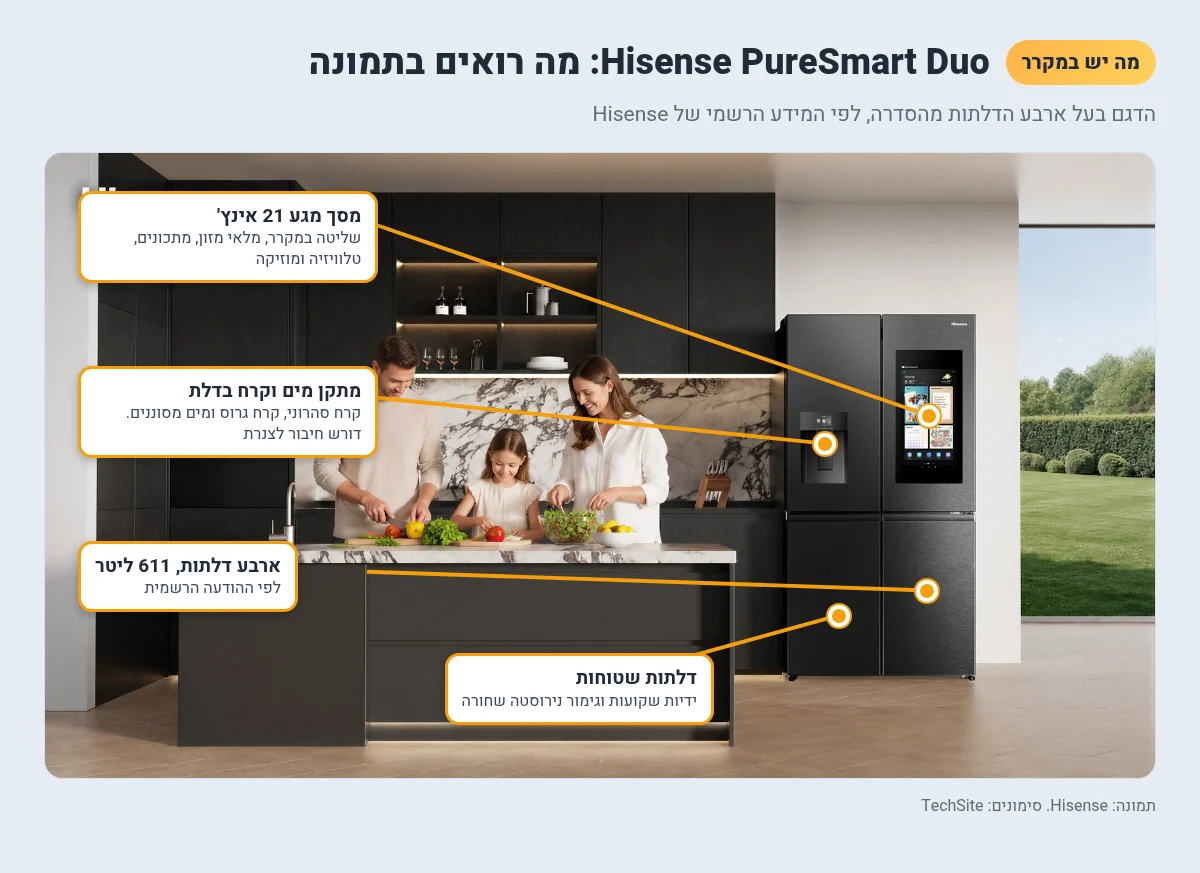 מה יש במקרר
Hisense PureSmart Duo: מה רואים בתמונה
הדגם בעל ארבע הדלתות מהסדרה, לפי המידע הרשמי של Hisense
מסך מגע 21 אינץ'
שליטה במקרר, מלאי מזון, מתכונים,
טלוויזיה ומוזיקה
Hisense
מתקן מים וקרח בדלת
קרח סהרוני, קרח גרוס ומים מסוננים.
דורש חיבור לצנרת
ארבע דלתות, 611 ליטר
לפי ההודעה הרשמית
דלתות שטוחות
ידיות שקועות וגימור נירוסטה שחורה
תמונה: Hisense. סימונים: TechSite